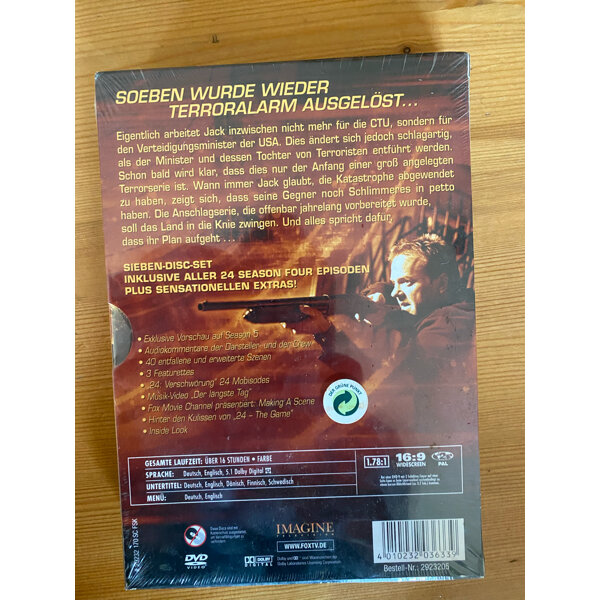 SOEBEN WURDE WIEDER
TERRORALARM AUSGELÖST...
Eigentlich arbeitet Jack inzwischen nicht mehr für die CTU, sondern für
den Verteidigungsminister der USA. Dies ändert sich jedoch schlagartig,
als der Minister und dessen Tochter von Terroristen entführt werden.
Schon bald wird klar, dass dies nur der Anfang einer groß angelegten
Terrorserie ist. Wann immer Jack glaubt, die Katastrophe abgewendet
zu haben, zeigt sich, dass seine Gegner noch Schlimmeres in petto
haben. Die Anschlagserie, die offenbar jahrelang vorbereitet wurde,
soll das Land in die Knie zwingen. Und alles spricht dafür,
dass ihr Plan aufgeht ...
SIEBEN-DISC-SET
INKLUSIVE ALLER 24 SEASON FOUR EPISODEN
PLUS SENSATIONELLEN EXTRAS!
• Exklusive Vorschau auf Season 5
• Audiokommentare der Darsteller und der Crew
• 40 entfallene und erweiterte Szenen
• 3 Featurettes
• "24: Verschwörung" 24 Mobisodes
• Musik-Video „Der längste Tag"
• Fox Movie Channel präsentiert: Making A Scene
• Hinter den Kulissen von „24 – The Game"
• Inside Look
DER GRÜNE PUNKT
GESAMTE LAUFZEIT: ÜBER 16 STUNDEN • FARBE
SPRACHE: Deutsch, Englisch, 5.1 Dolby Digital
UNTERTITEL: Deutsch, Englisch, Dänisch, Finnisch, Schwedisch
MENÜ: Deutsch, Englisch
1.78:1
16:9
WIDESCREEN
2
PAL
DVD
VIDEO
DOLBY
DIGITAL
IMAGINE
WWW.FOXTV.DE
4 010232 036339
Bestell-Nr.: 2923205